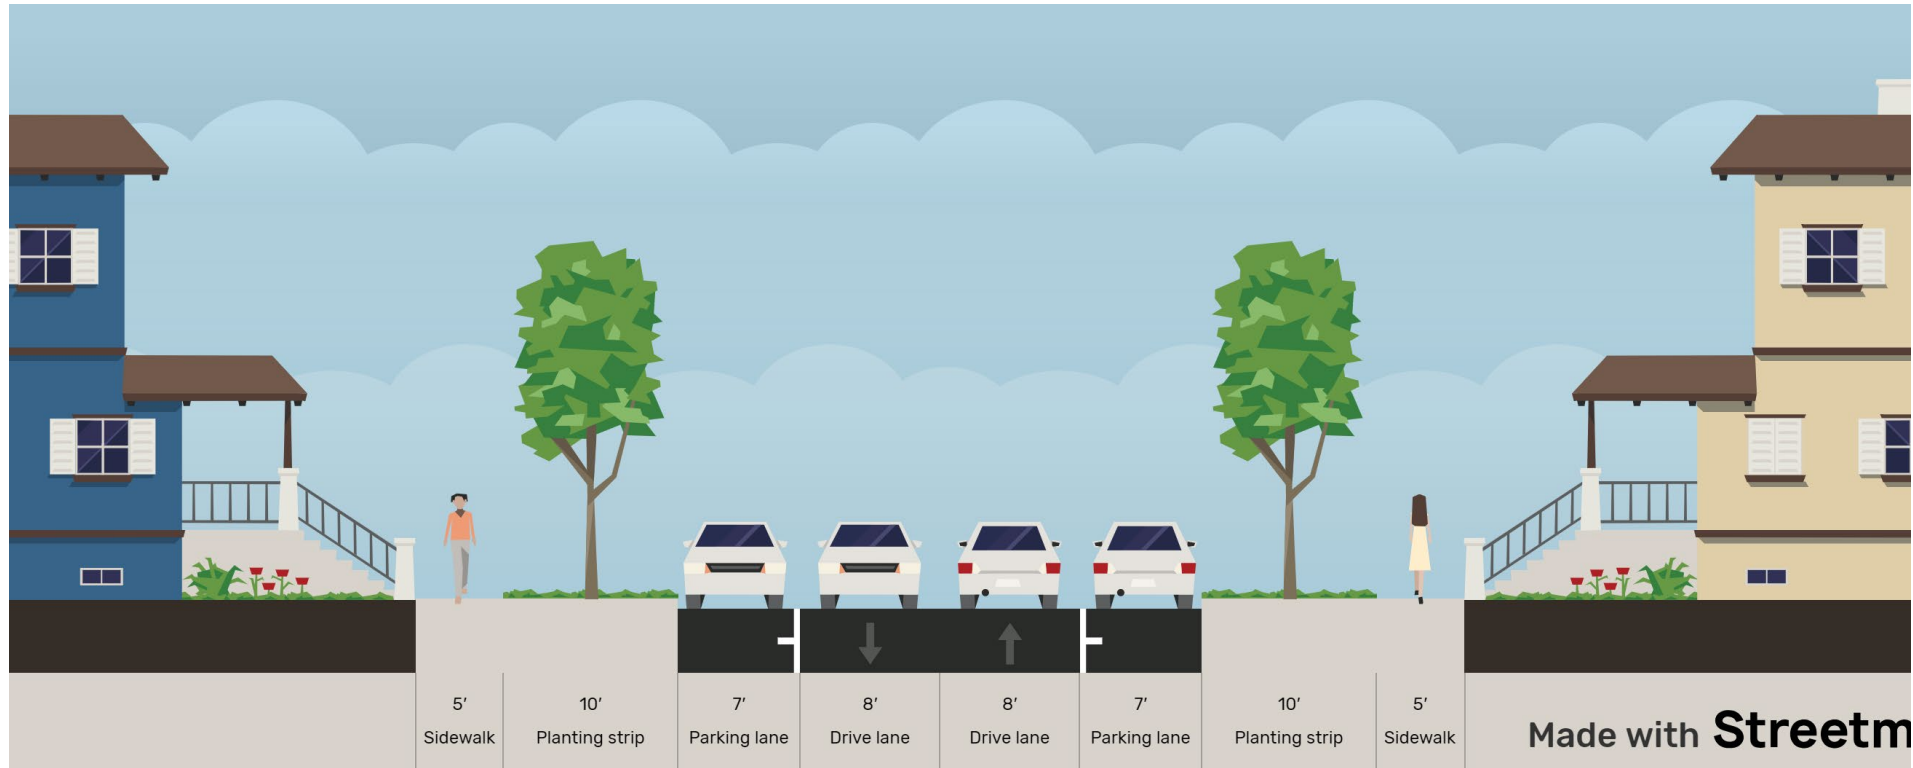 5′ 10′ 7′ 8′ 8′ 7′ 10′ 5′
Sidewalk Planting strip Parking lane Drive lane Drive lane Parking lane Planting strip Sidewalk
Made with Streetm